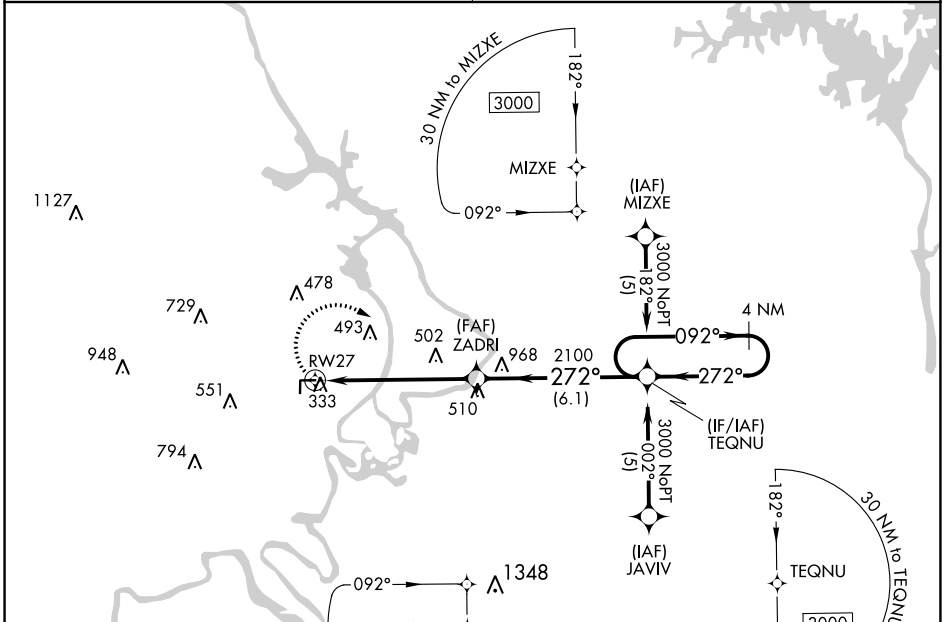 30 NM to MIZXE
182°
3000
MIZXE
092°
1127
(IAF)
MIZXE
3000 NoPT
182°
(5)
478
729
493
4 NM
092°
(FAF)
ZADRI
502
968
2100
948
RW27
272°
272°
(6.1)
333
551
510
(IF/IAF)
TEQNU
794
3000 NoPT
002°
(5)
182°
30 NM to TEQNU
(IAF)
JAVIV
092°
1348
TEQNU
3000